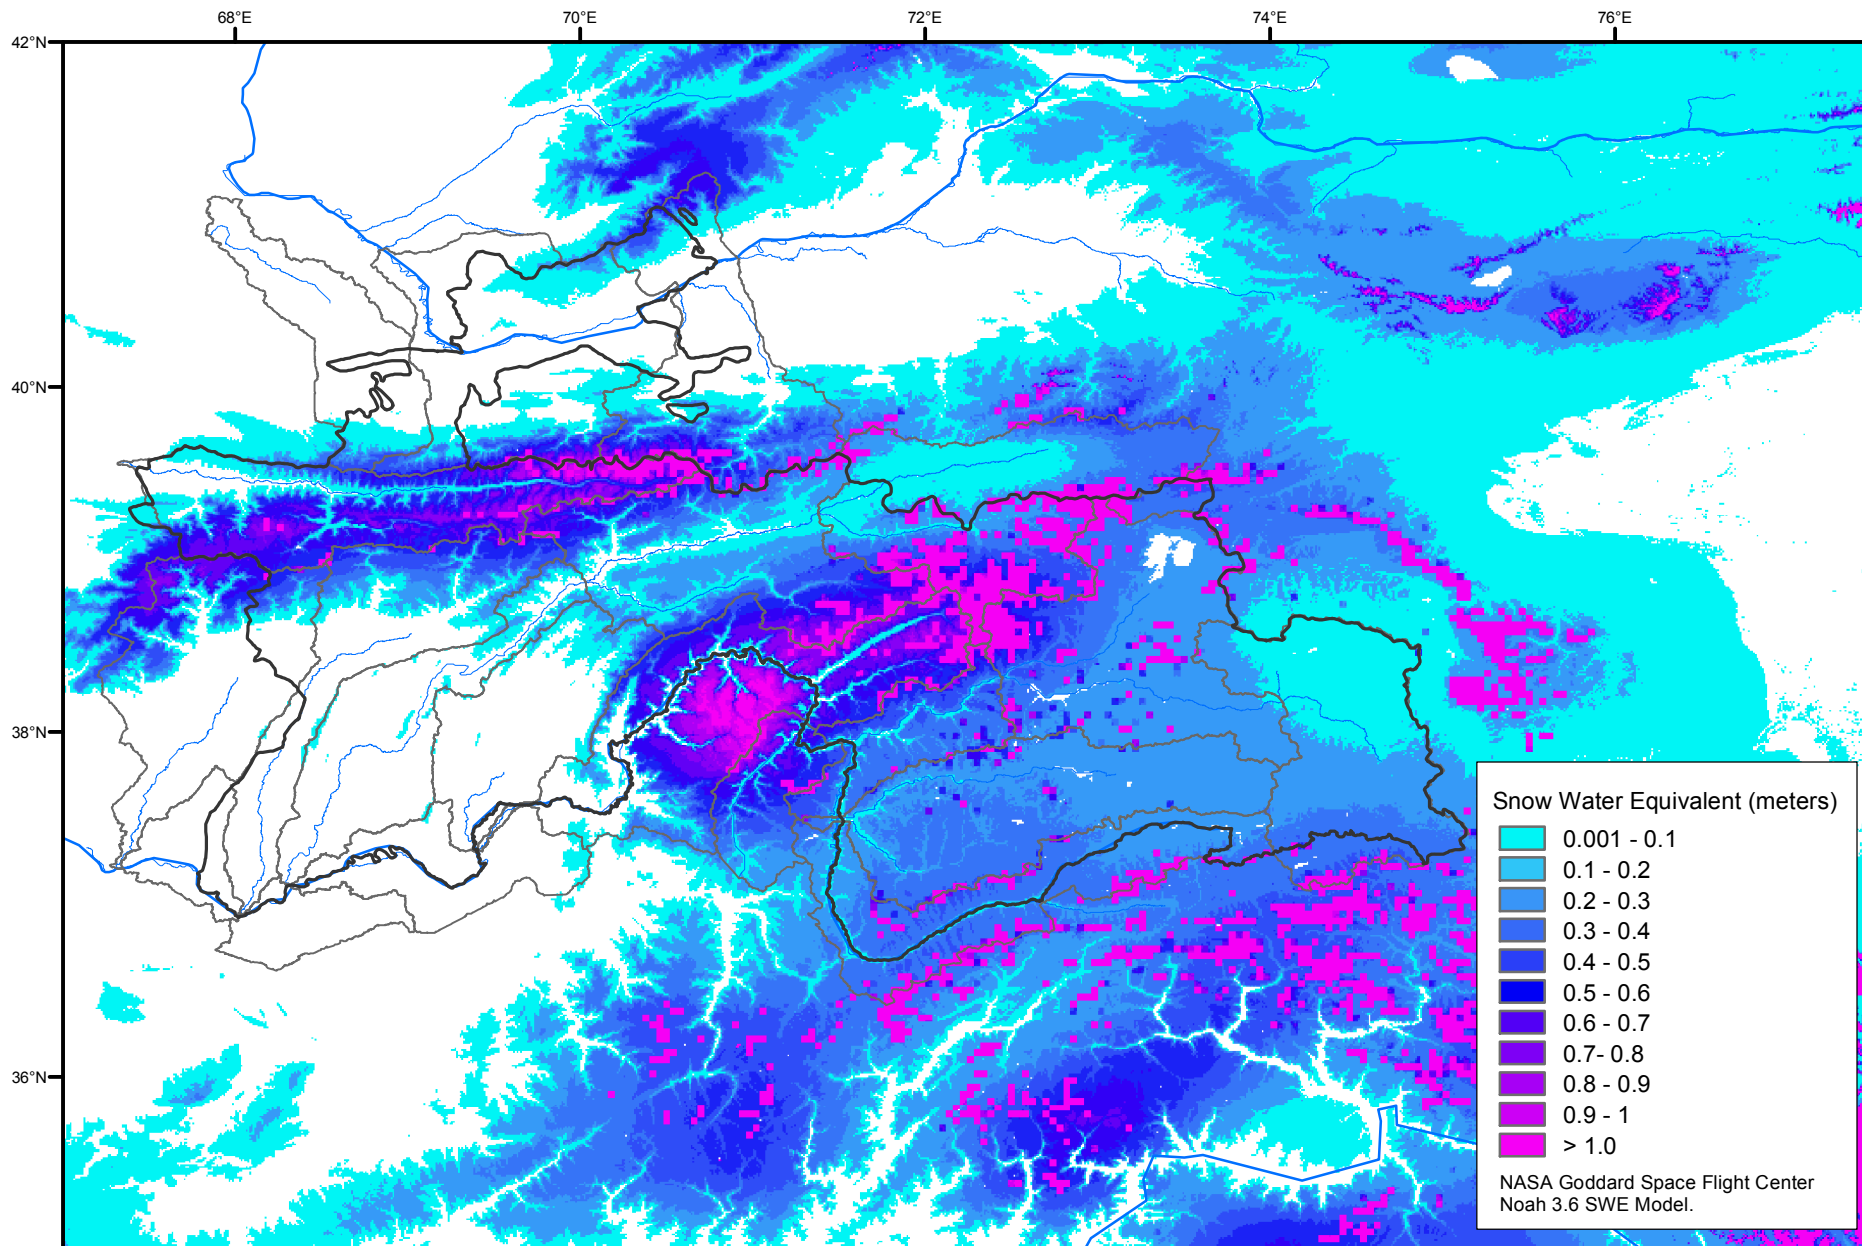 68°E
70°E
72°E
74°E
76°E
42°N
40°N
38°N
36°N
Snow Water Equivalent (meters)
0.001 - 0.1
0.1 - 0.2
0.2 - 0.3
0.3 - 0.4
0.4 - 0.5
0.5 - 0.6
0.6 - 0.7
0.7- 0.8
0.8 - 0.9
0.9 - 1
> 1.0
NASA Goddard Space Flight Center
Noah 3.6 SWE Model.